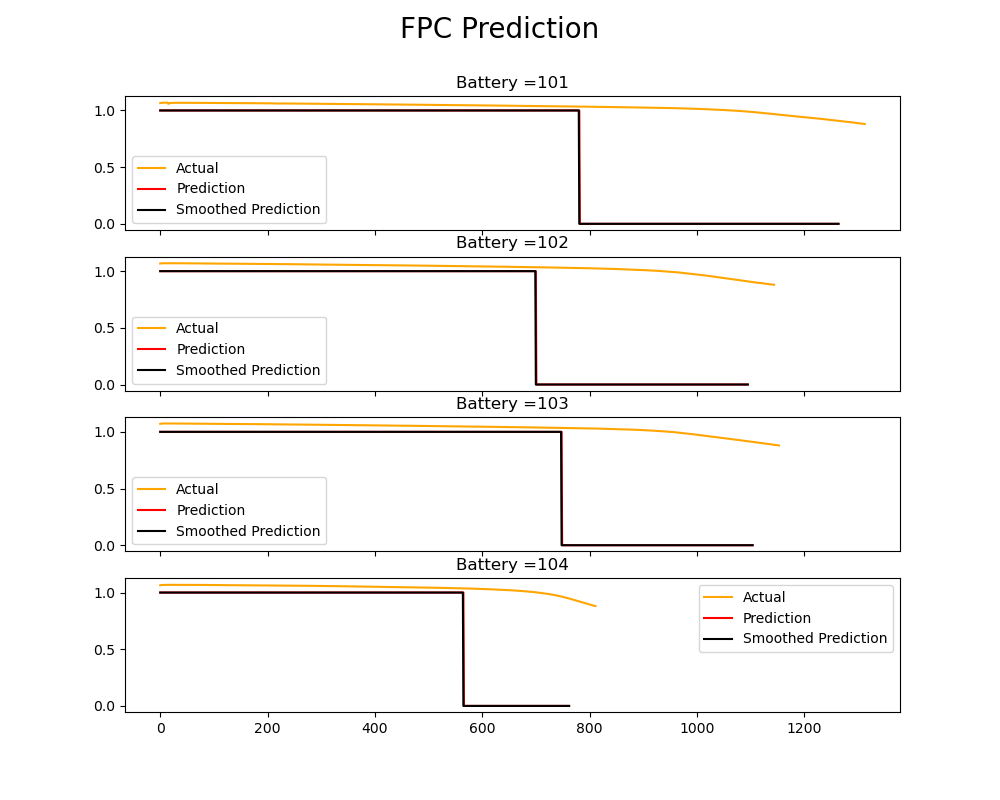 FPC Prediction
Battery =101
1.0
0.5
0.0
Actual
Prediction
Smoothed Prediction
Battery =102
1.0
0.5
0.0
Actual
Prediction
Smoothed Prediction
Battery =103
1.0
0.5
0.0
Actual
Prediction
Smoothed Prediction
Battery =104
1.0
0.5
0.0
Actual
Prediction
Smoothed Prediction
0 200 400 600 800 1000 1200